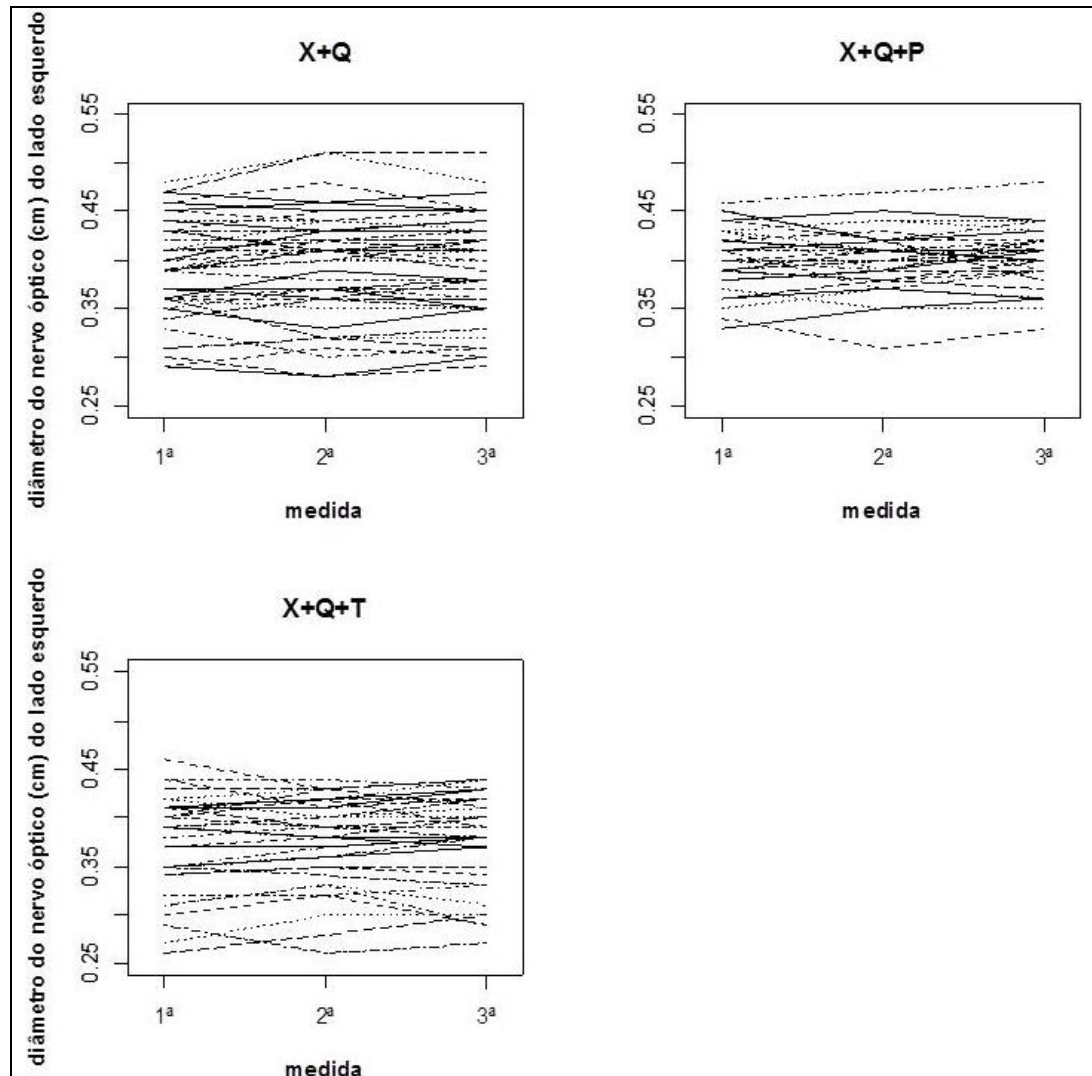 X+Q
diâmetro do nervo óptico (cm) do lado esquerdo
0.55
0.45
0.35
0.25
1ª 2ª 3ª
medida
X+Q+P
0.55
0.45
0.35
0.25
1ª 2ª 3ª
medida
X+Q+T
diâmetro do nervo óptico (cm) do lado esquerdo
0.55
0.45
0.35
0.25
1ª 2ª 3ª
medida